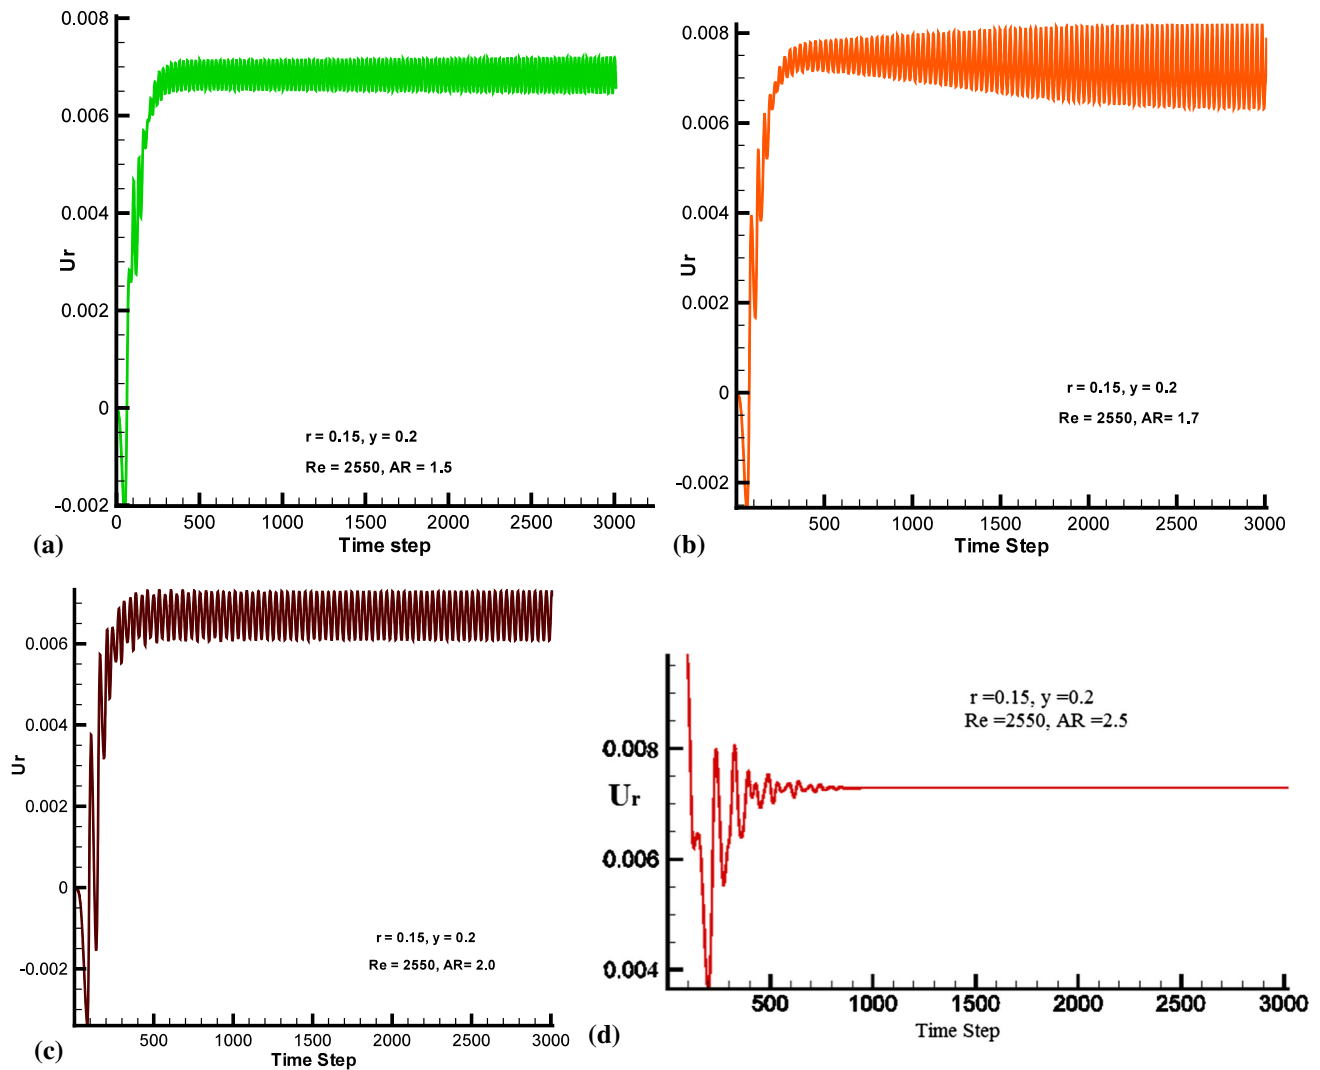 0.008
0.006
0.004
0.002
0
-0.002
Ur
0 500 1000 1500 2000 2500 3000
Time step
r = 0.15, y = 0.2
Re = 2550, AR = 1.5
(a)
0.008
0.006
0.004
0.002
0
-0.002
Ur
500 1000 1500 2000 2500 3000
Time Step
r = 0.15, y = 0.2
Re = 2550, AR= 1.7
(b)
0.006
0.004
0.002
0
-0.002
Ur
500 1000 1500 2000 2500 3000
Time Step
r = 0.15, y = 0.2
Re = 2550, AR= 2.0
(c)
0.008
0.006
0.004
Ur
500 1000 1500 2000 2500 3000
Time Step
r =0.15, y =0.2
Re =2550, AR =2.5
(d)